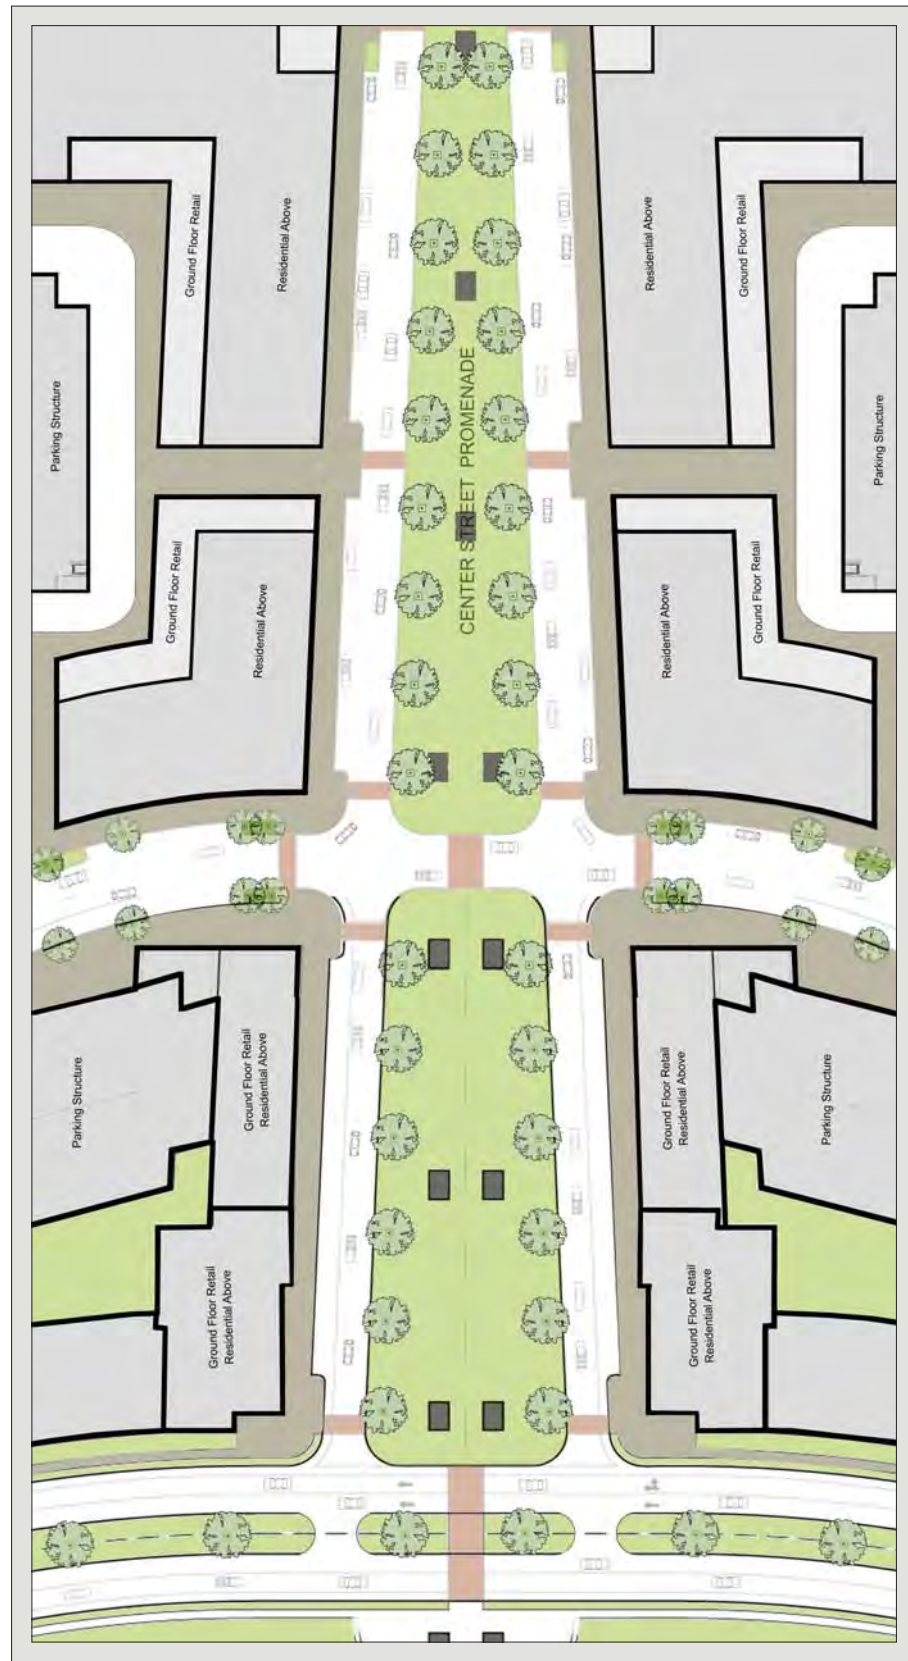 Ground Floor Retail
Residential Above
Residential Above
Ground Floor Retail
Parking Structure
CENTER STREET PROMENADE
Parking Structure
Ground Floor Retail
Residential Above
Residential Above
Ground Floor Retail
Parking Structure
Ground Floor Retail
Residential Above
Ground Floor Retail
Residential Above
Parking Structure
Ground Floor Retail
Residential Above
Ground Floor Retail
Residential Above